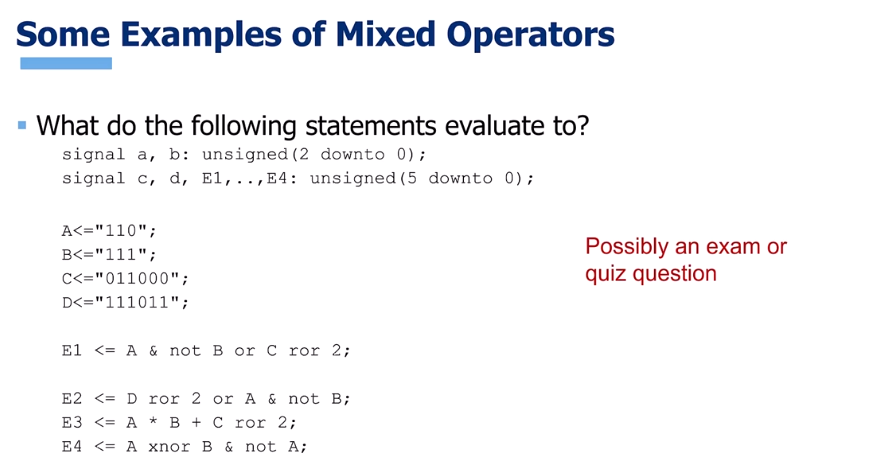 Some Examples of Mixed Operators
What do the following statements evaluate to?
signal a, b: unsigned(2 downto 0);
signal c, d, E1,..,E4: unsigned(5 downto 0);
A<="110";
B<="111";
Possibly an exam or
quiz question
C<="011000";
D<="111011";
E1 <= A & not B or C ror 2;
E2 <= D ror 2 or A & not B;
E3 <= A * B + C ror 2;
E4 <= A xnor B & not A;